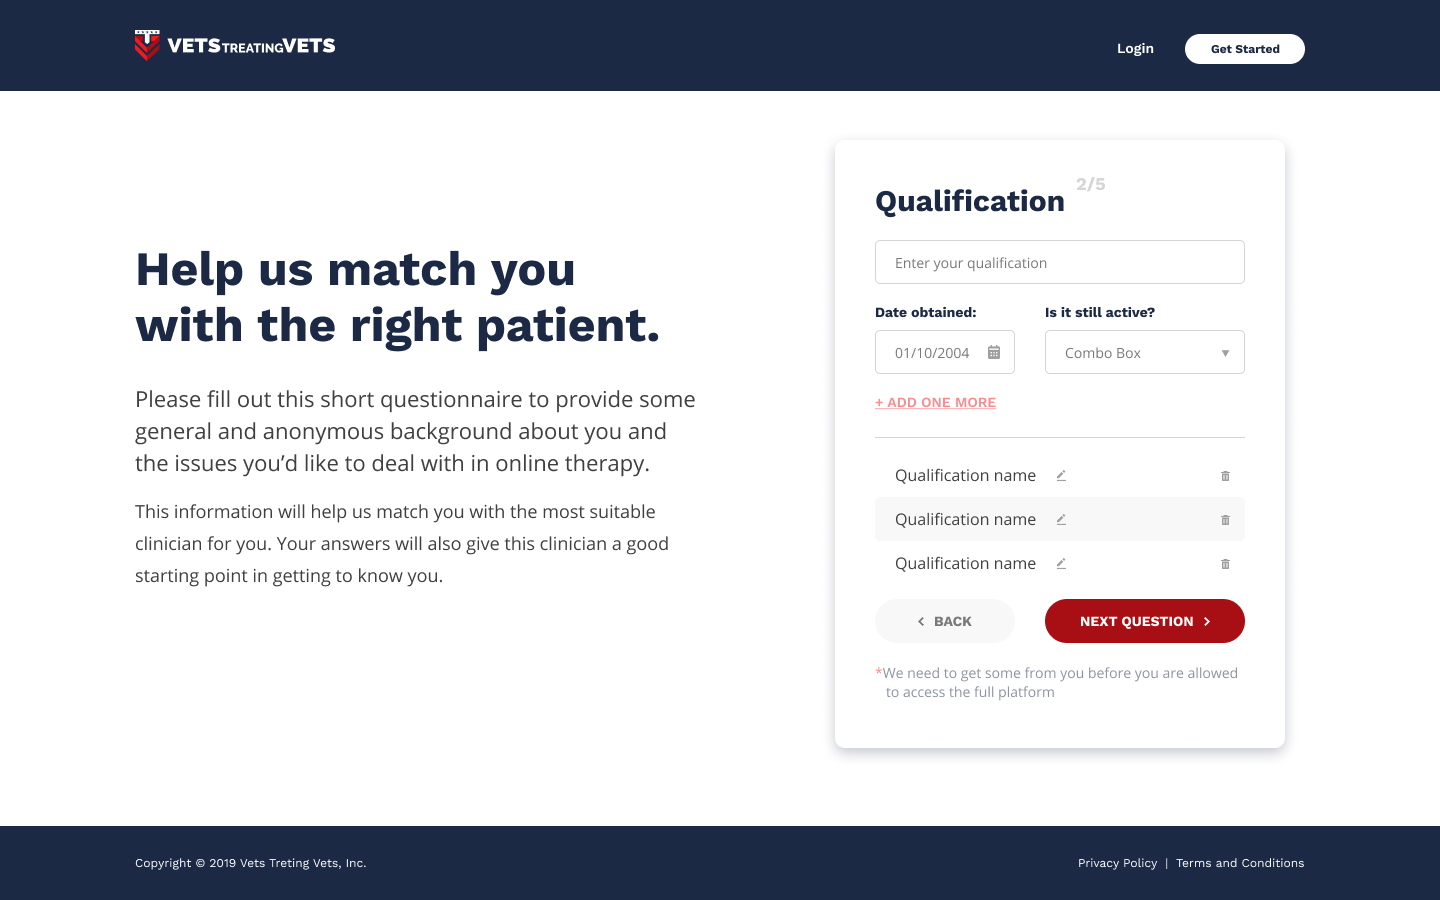 VETSTREATINGVETS
Login
Get Started
Help us match you
with the right patient.
Please fill out this short questionnaire to provide some
general and anonymous background about you and
the issues you’d like to deal with in online therapy.
This information will help us match you with the most suitable
clinician for you. Your answers will also give this clinician a good
starting point in getting to know you.
Qualification 2/5
Enter your qualification
Date obtained:
Is it still active?
01/10/2004
Combo Box
+ ADD ONE MORE
Qualification name
Qualification name
Qualification name
BACK
NEXT QUESTION
*We need to get some from you before you are allowed
to access the full platform
Copyright © 2019 Vets Treting Vets, Inc.
Privacy Policy | Terms and Conditions